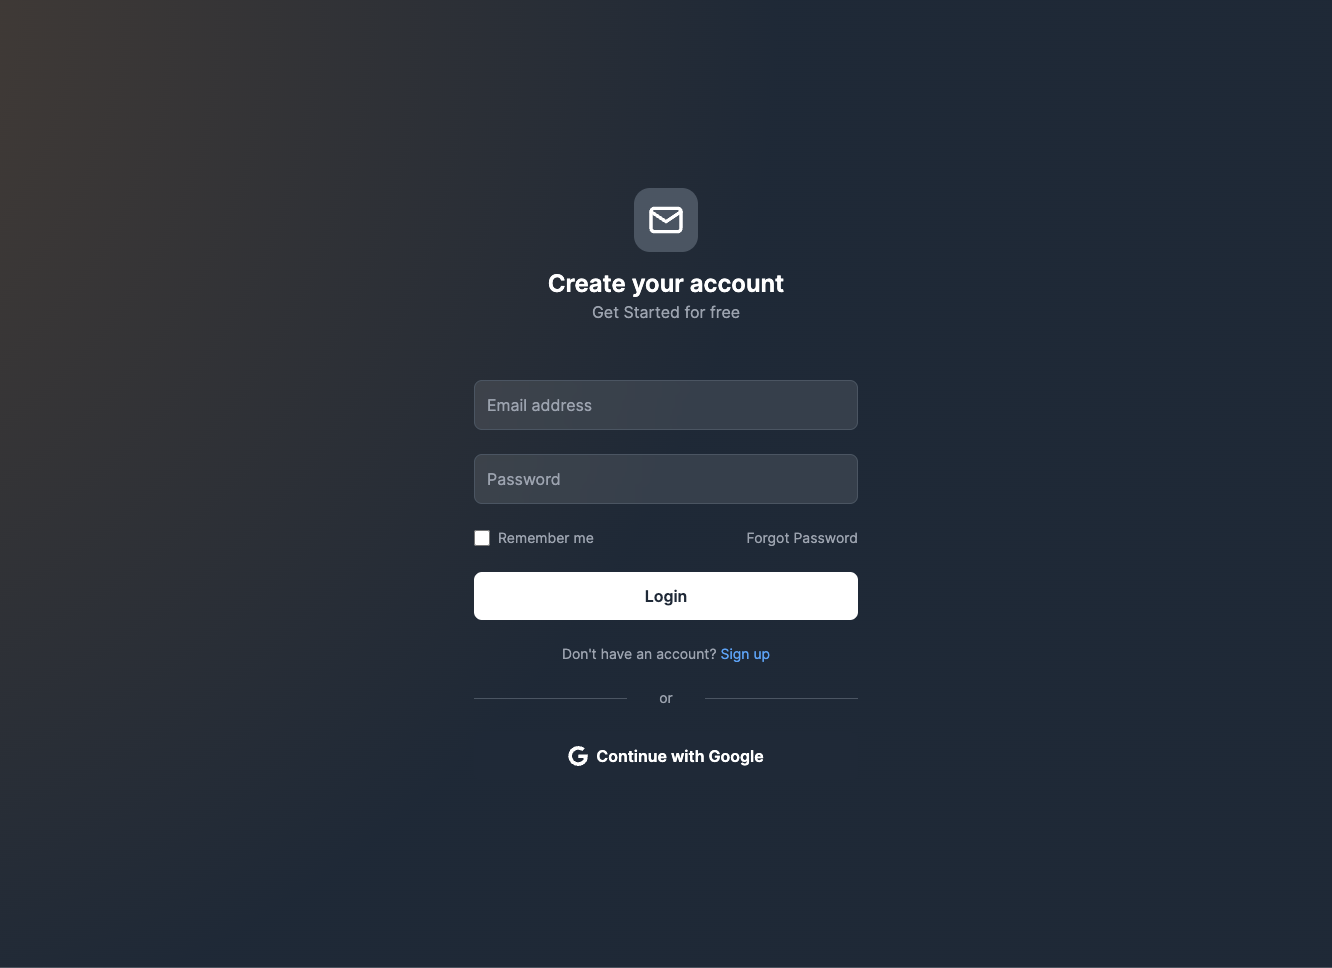 Create your account
Get Started for free
Email address
Password
Remember me
Forgot Password
Login
Don't have an account? Sign up
or
Continue with Google